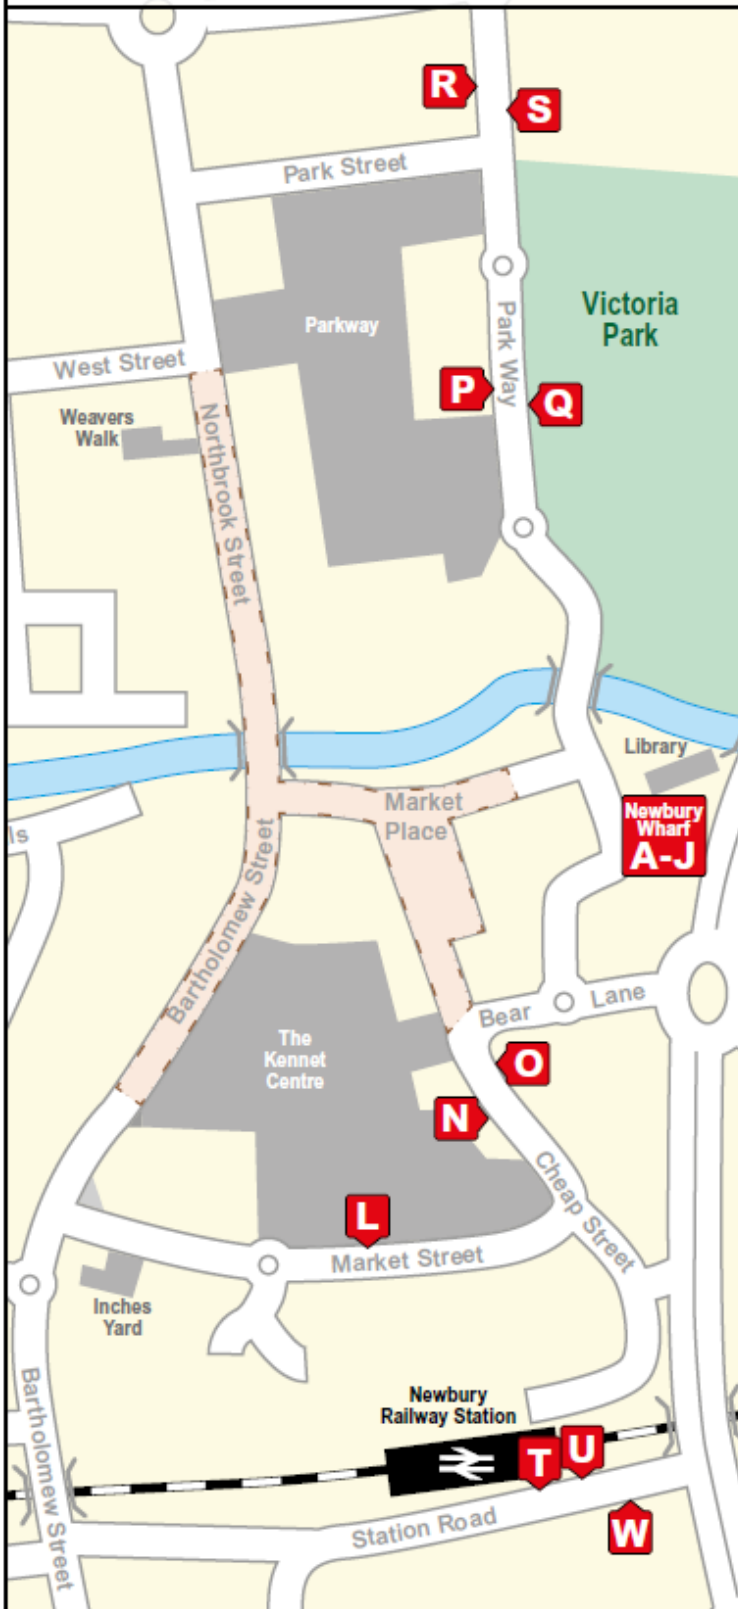 R
S
Park Street
Victoria
Park
Parkway
Park Way
West Street
P
Q
Weavers
Walk
Northbrook Street
Library
Market
Place
Newbury
Wharf
A-J
ls
Bartholomew Street
Bear Lane
The
Kennet
Centre
O
N
Cheap Street
L
Market Street
Inches
Yard
Bartholomew Street
Newbury
Railway Station
T
U
W
Station Road